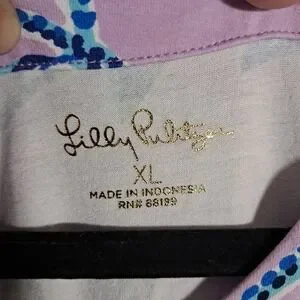 Lilly Pulitzer
XL
MADE IN INDONESIA
RN# 88199